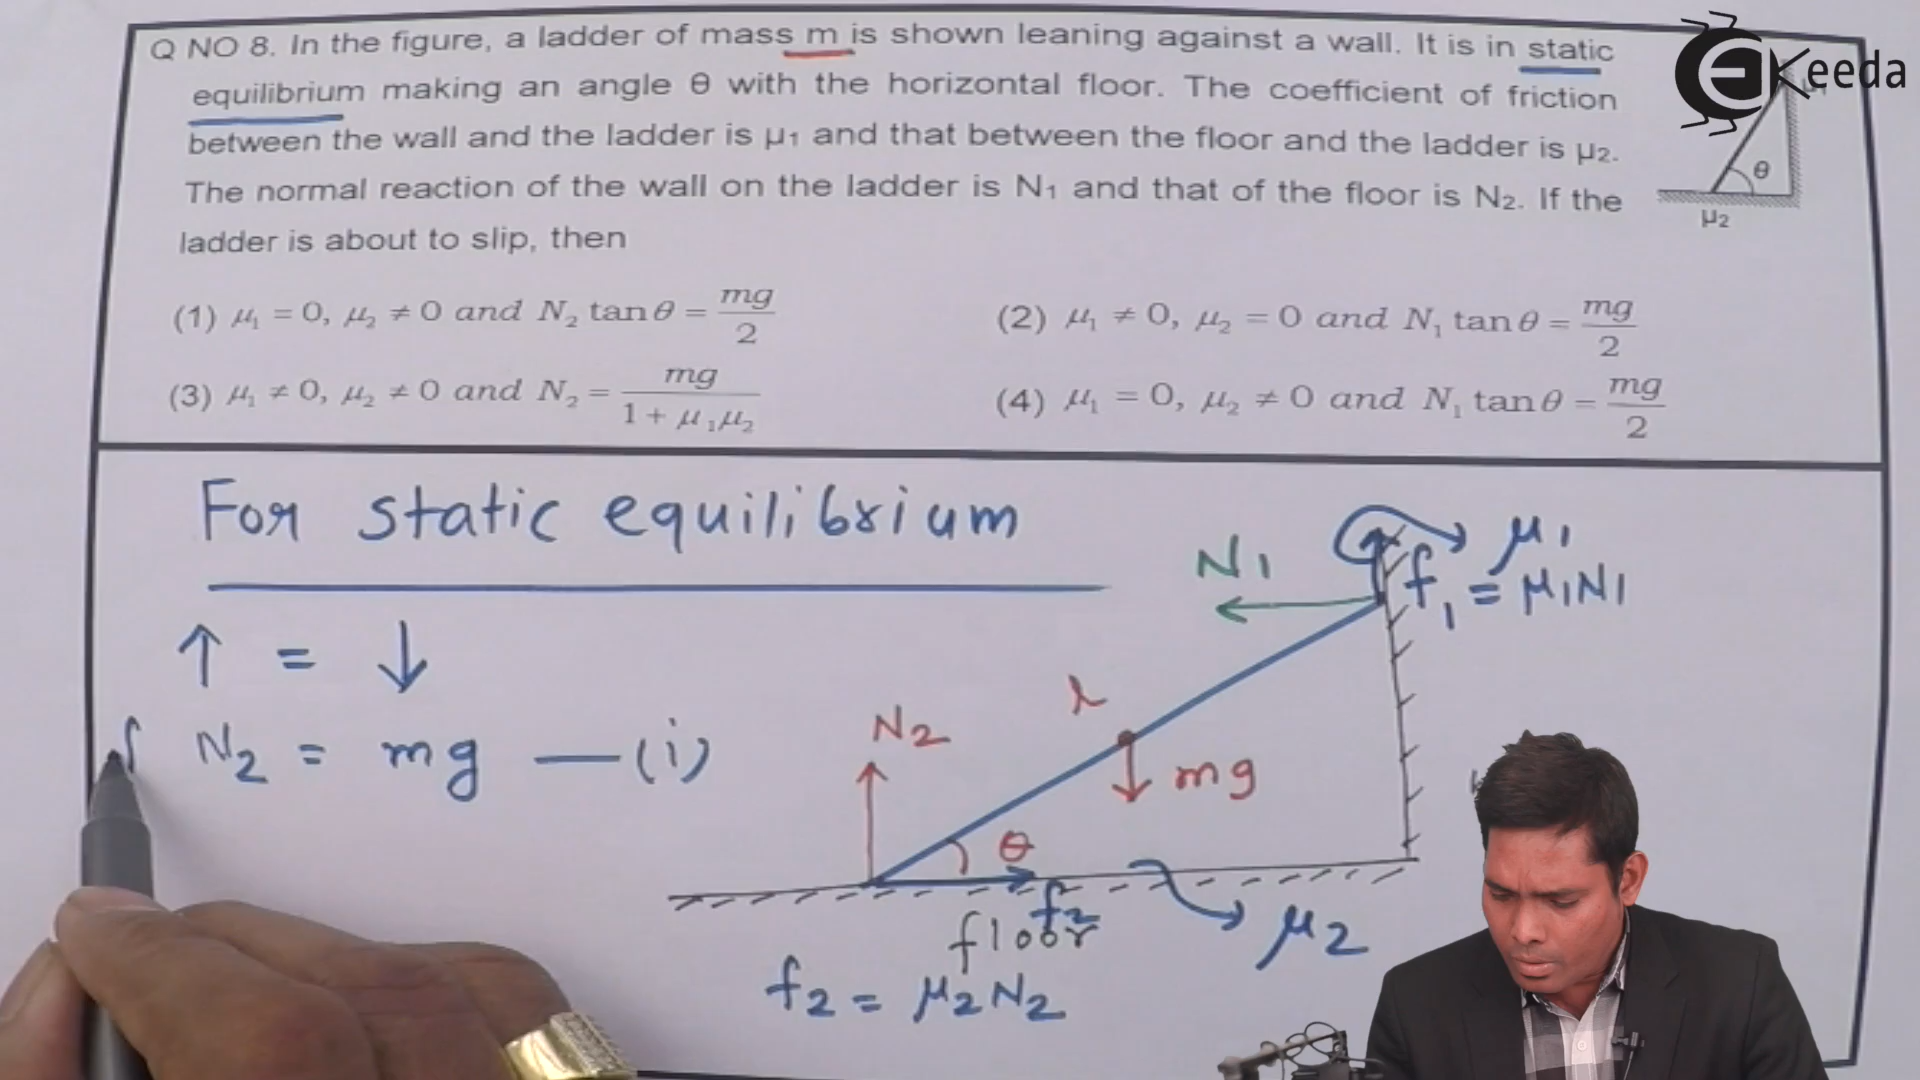 Q NO 8. In the figure, a ladder of mass m is shown leaning against a wall. It is in static
equilibrium making an angle θ with the horizontal floor. The coefficient of friction
between the wall and the ladder is μ₁ and that between the floor and the ladder is μ₂.
The normal reaction of the wall on the ladder is N₁ and that of the floor is N₂. If the
ladder is about to slip, then
Keeda
θ
μ₂
(1) μ₁ = 0, μ₂ ≠ 0 and N₂ tanθ = mg/2
(2) μ₁ ≠ 0, μ₂ = 0 and N₁ tanθ = mg/2
(3) μ₁ ≠ 0, μ₂ ≠ 0 and N₂ = mg/(1 + μ₁μ₂)
(4) μ₁ = 0, μ₂ ≠ 0 and N₁ tanθ = mg/2
For static equilibrium
↑ = ↓
N₂ = mg —(i)
N₁
μ₁
f₁ = μ₁N₁
l
N₂
mg
θ
f₂
floor
μ₂
f₂ = μ₂N₂